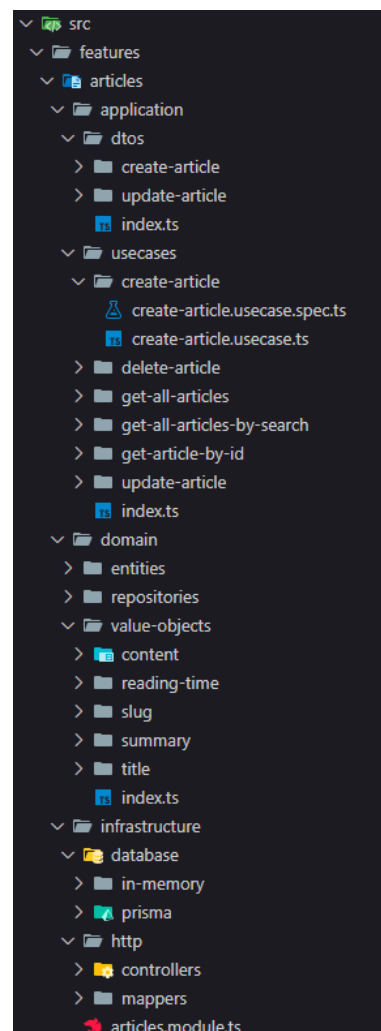 src
features
articles
application
dtos
create-article
update-article
index.ts
usecases
create-article
create-article.usecase.spec.ts
create-article.usecase.ts
delete-article
get-all-articles
get-all-articles-by-search
get-article-by-id
update-article
index.ts
domain
entities
repositories
value-objects
content
reading-time
slug
summary
title
index.ts
infrastructure
database
in-memory
prisma
http
controllers
mappers
articles.module.ts